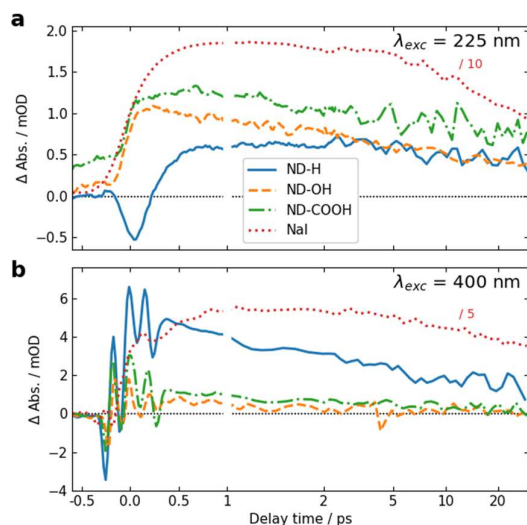 a
λexc = 225 nm
/ 10
2.0
1.5
1.0
0.5
0.0
−0.5
Δ Abs. / mOD
ND-H
ND-OH
ND-COOH
NaI
b
λexc = 400 nm
/ 5
6
4
2
0
−2
−4
Δ Abs. / mOD
-0.5 0.0 0.5 1 2 5 10 20
Delay time / ps